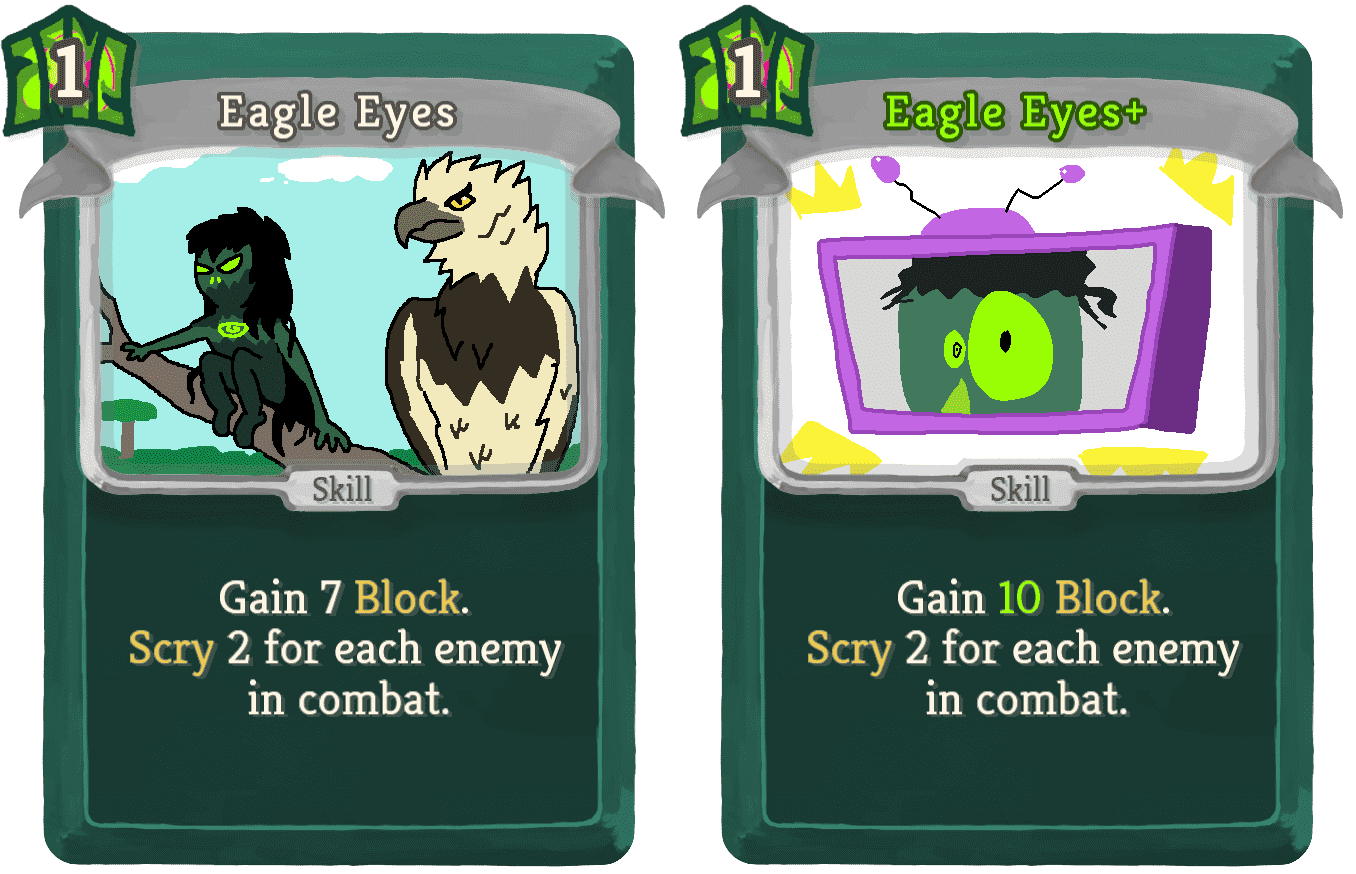 1
Eagle Eyes
Skill
Gain 7 Block.
Scry 2 for each enemy
in combat.
1
Eagle Eyes+
Skill
Gain 10 Block.
Scry 2 for each enemy
in combat.